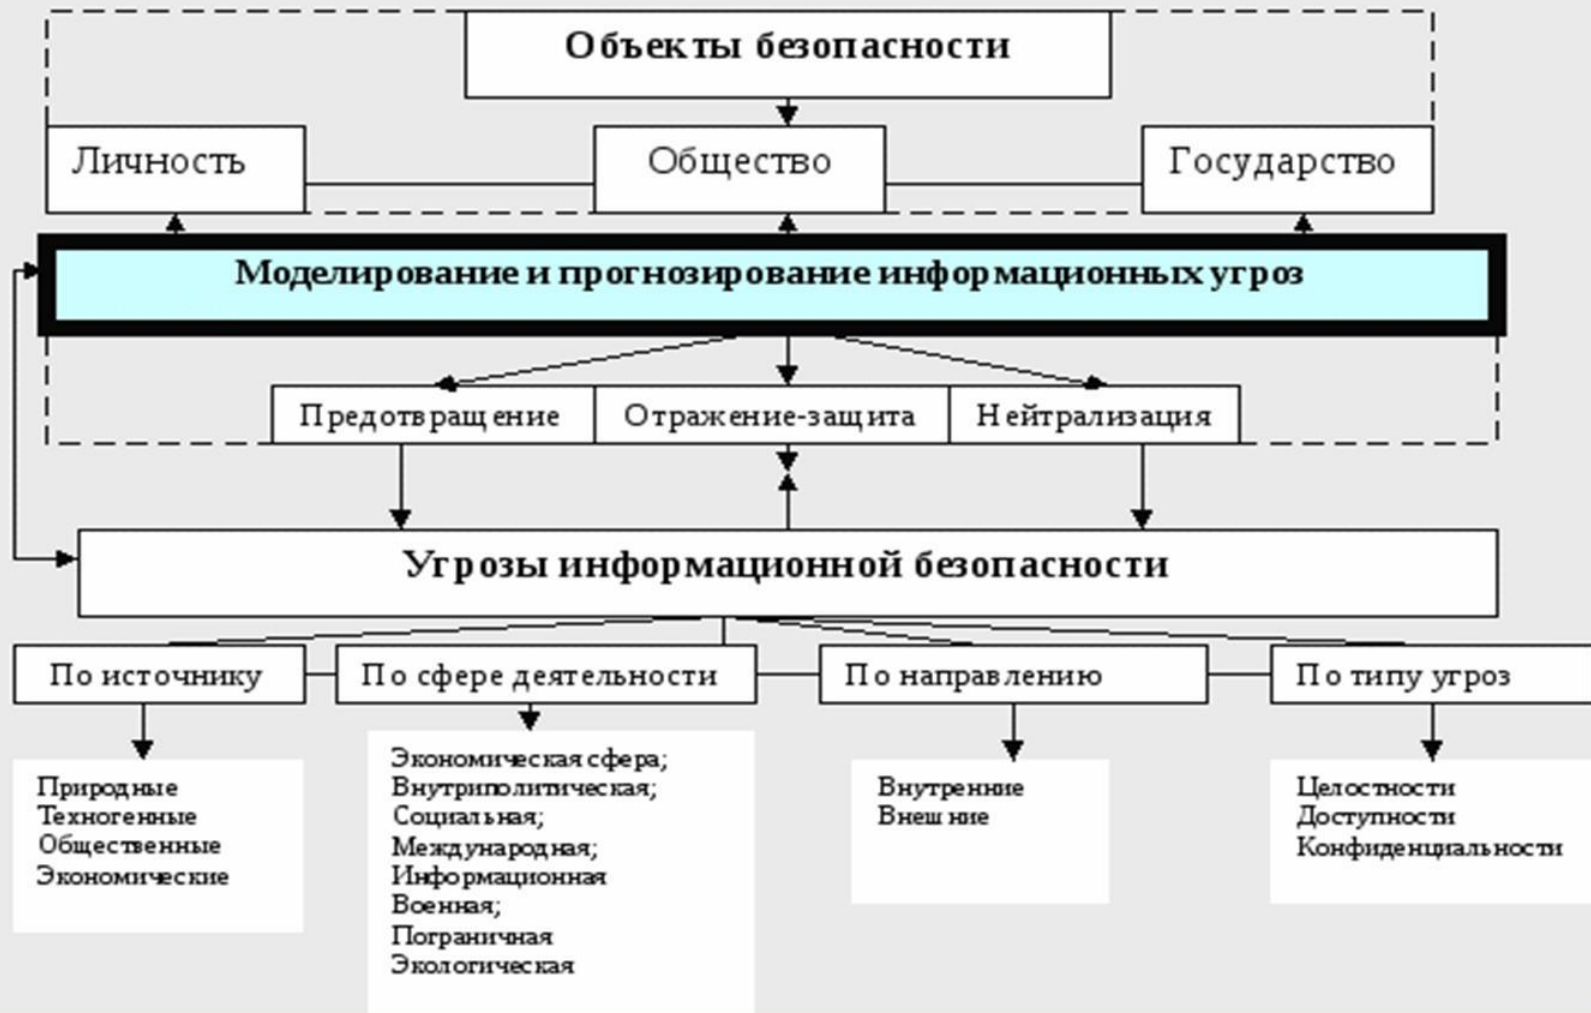 Объекты безопасности
Личность
Общество
Государство
Моделирование и прогнозирование информационных угроз
Предотвращение
Отражение-защита
Нейтрализация
Угрозы информационной безопасности
По источнику
По сфере деятельности
По направлению
По типу угроз
Природные
Техногенные
Общественные
Экономические
Экономическая сфера;
Внутриполитическая;
Социальная;
Международная;
Информационная
Военная;
Пограничная
Экологическая
Внутренние
Внешние
Целостности
Доступности
Конфиденциальности